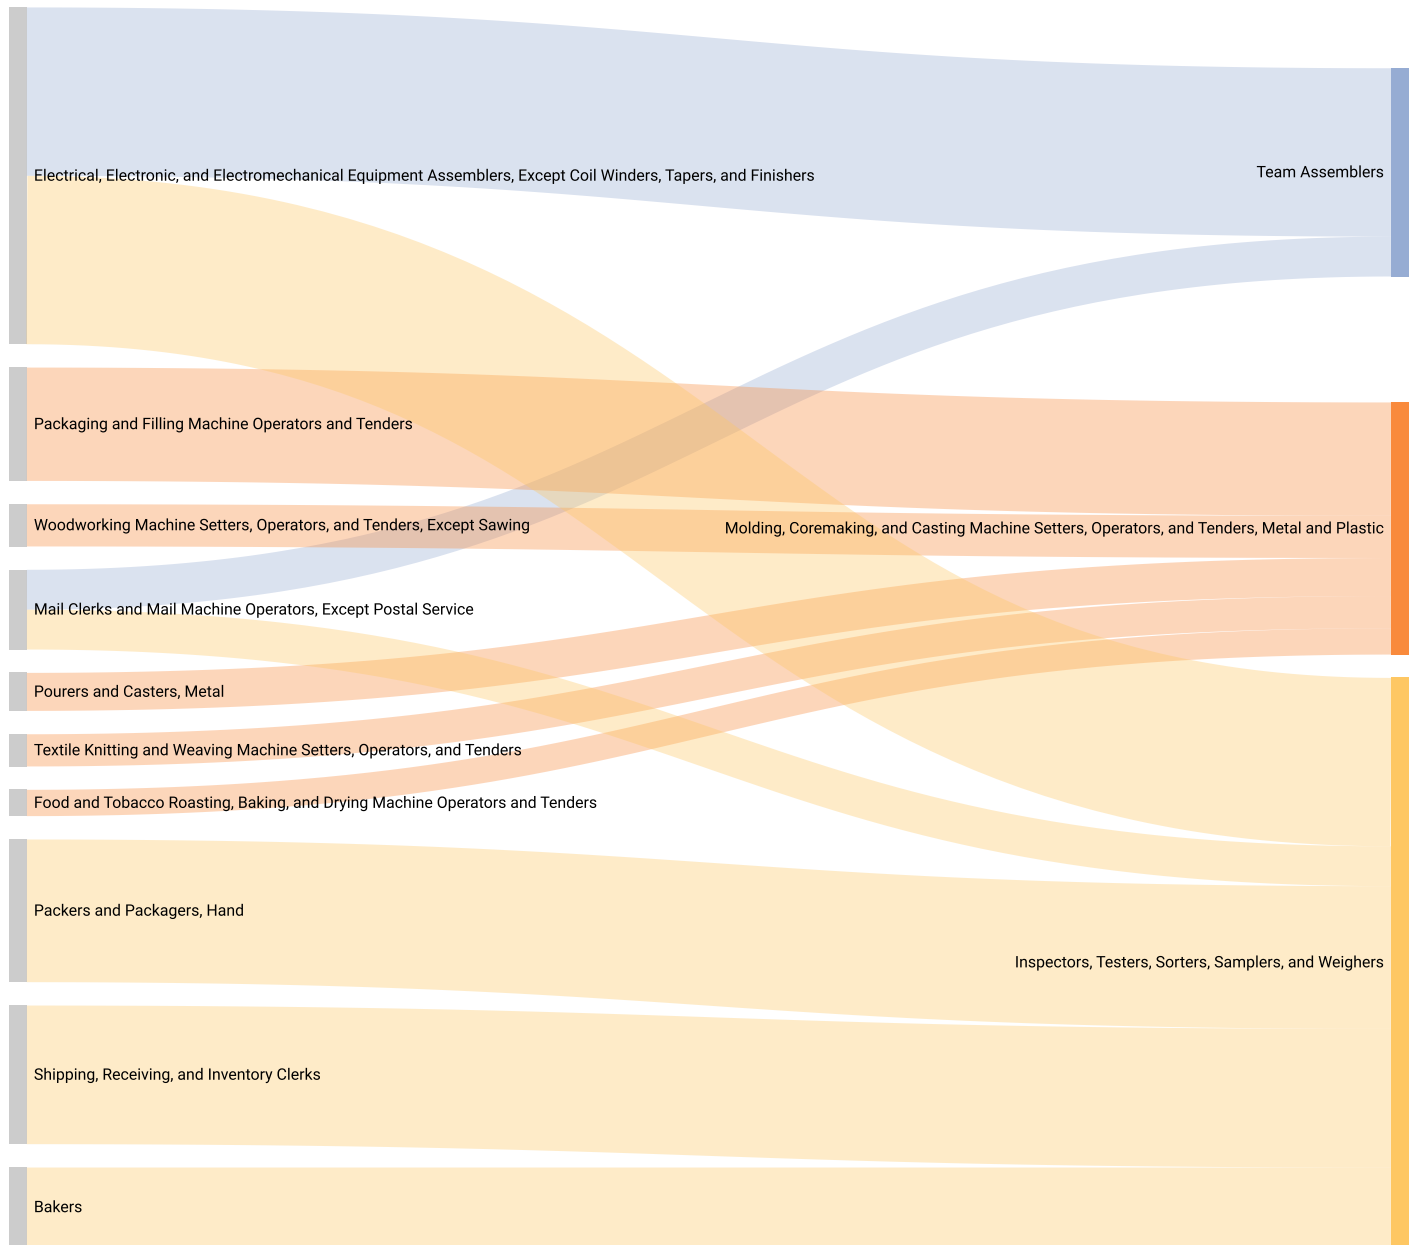 Electrical, Electronic, and Electromechanical Equipment Assemblers, Except Coil Winders, Tapers, and Finishers
Team Assemblers
Packaging and Filling Machine Operators and Tenders
Woodworking Machine Setters, Operators, and Tenders, Except Sawing
Molding, Coremaking, and Casting Machine Setters, Operators, and Tenders, Metal and Plastic
Mail Clerks and Mail Machine Operators, Except Postal Service
Pourers and Casters, Metal
Textile Knitting and Weaving Machine Setters, Operators, and Tenders
Food and Tobacco Roasting, Baking, and Drying Machine Operators and Tenders
Packers and Packagers, Hand
Inspectors, Testers, Sorters, Samplers, and Weighers
Shipping, Receiving, and Inventory Clerks
Bakers